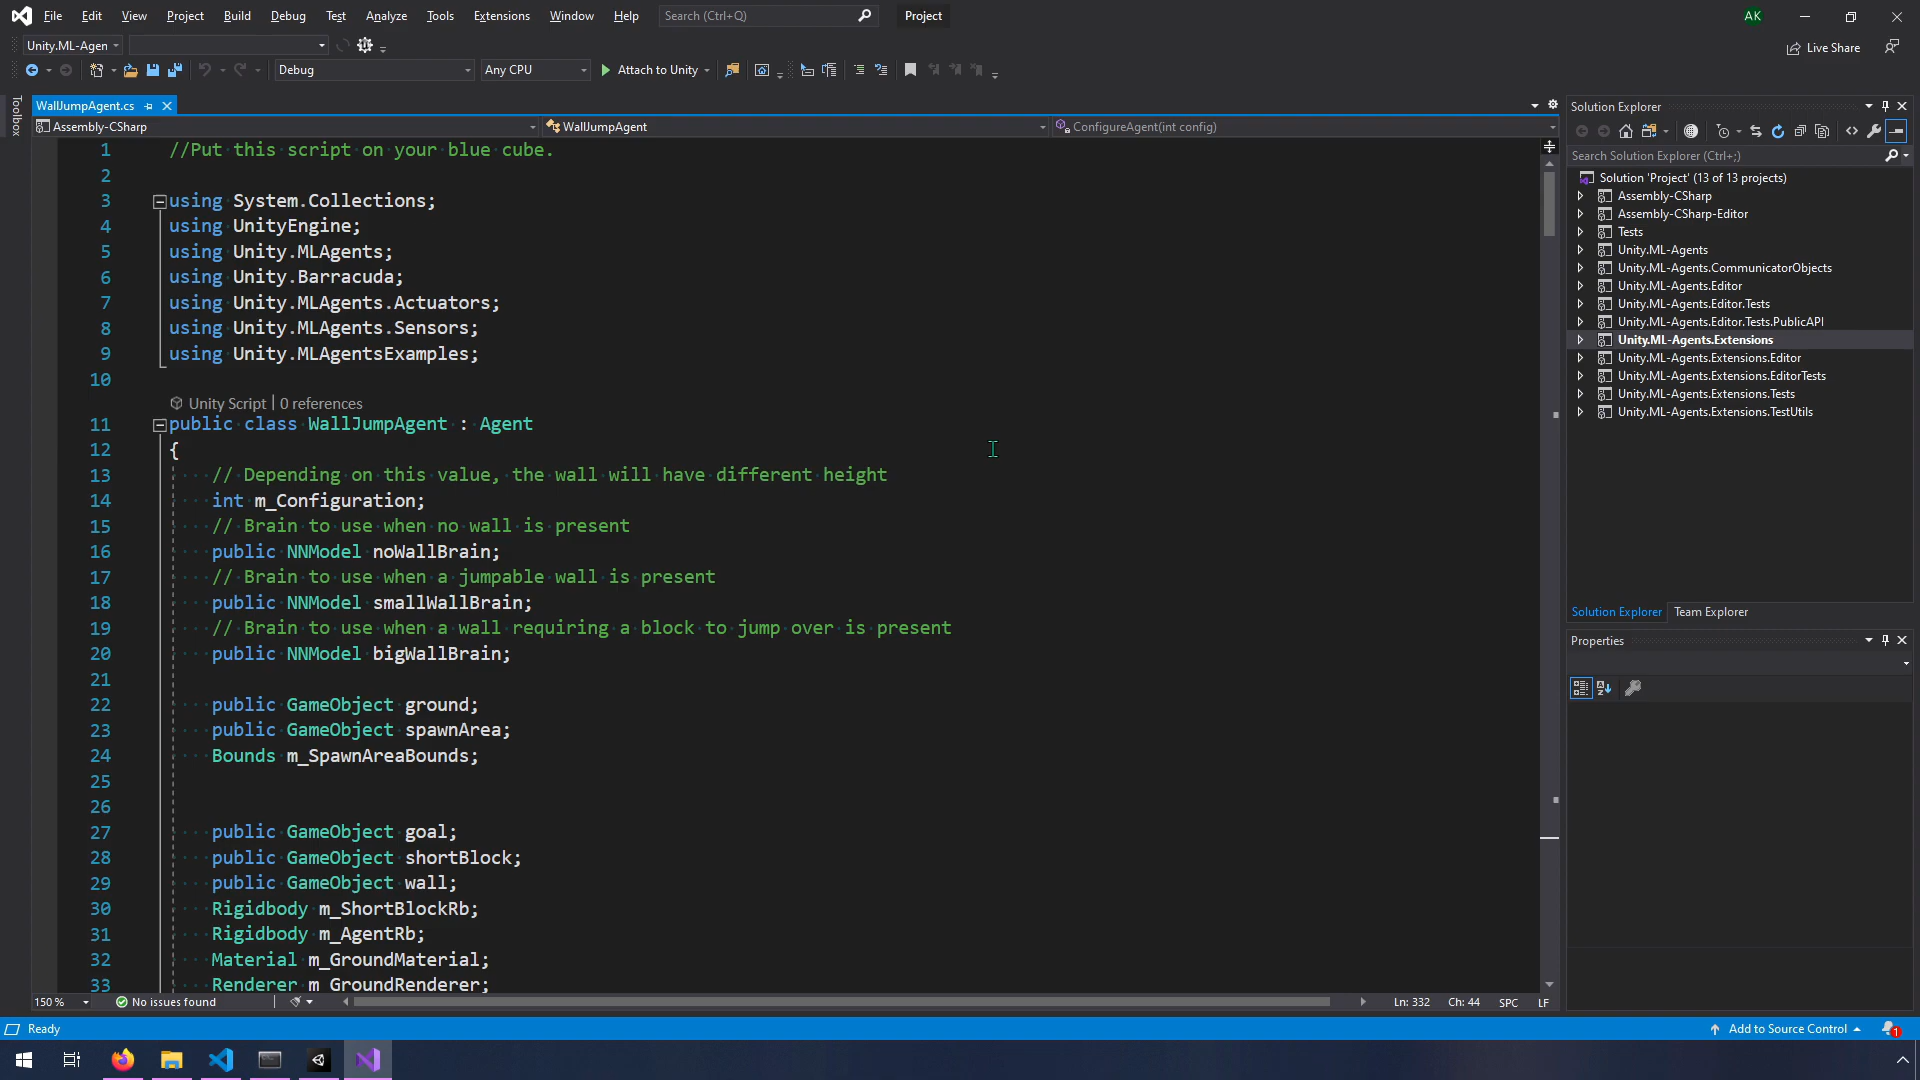 File Edit View Project Build Debug Test Analyze Tools Extensions Window Help Search (Ctrl+Q) Project AK
Unity.ML-Agen Live Share
Debug Any CPU Attach to Unity
Toolbox
WallJumpAgent.cs
Assembly-CSharp WallJumpAgent ConfigureAgent(int config)
1 //Put this script on your blue cube.
2
3 using System.Collections;
4 using UnityEngine;
5 using Unity.MLAgents;
6 using Unity.Barracuda;
7 using Unity.MLAgents.Actuators;
8 using Unity.MLAgents.Sensors;
9 using Unity.MLAgentsExamples;
10
Unity Script | 0 references
11 public class WallJumpAgent : Agent
12 {
13 // Depending on this value, the wall will have different height
14 int m_Configuration;
15 // Brain to use when no wall is present
16 public NNModel noWallBrain;
17 // Brain to use when a jumpable wall is present
18 public NNModel smallWallBrain;
19 // Brain to use when a wall requiring a block to jump over is present
20 public NNModel bigWallBrain;
21
22 public GameObject ground;
23 public GameObject spawnArea;
24 Bounds m_SpawnAreaBounds;
25
26
27 public GameObject goal;
28 public GameObject shortBlock;
29 public GameObject wall;
30 Rigidbody m_ShortBlockRb;
31 Rigidbody m_AgentRb;
32 Material m_GroundMaterial;
33 Renderer m_GroundRenderer;
150 % No issues found Ln: 332 Ch: 44 SPC LF
Solution Explorer
Search Solution Explorer (Ctrl+;)
Solution 'Project' (13 of 13 projects)
Assembly-CSharp
Assembly-CSharp-Editor
Tests
Unity.ML-Agents
Unity.ML-Agents.CommunicatorObjects
Unity.ML-Agents.Editor
Unity.ML-Agents.Editor.Tests
Unity.ML-Agents.Editor.Tests.PublicAPI
Unity.ML-Agents.Extensions
Unity.ML-Agents.Extensions.Editor
Unity.ML-Agents.Extensions.EditorTests
Unity.ML-Agents.Extensions.Tests
Unity.ML-Agents.Extensions.TestUtils
Solution Explorer Team Explorer
Properties
Ready Add to Source Control 1